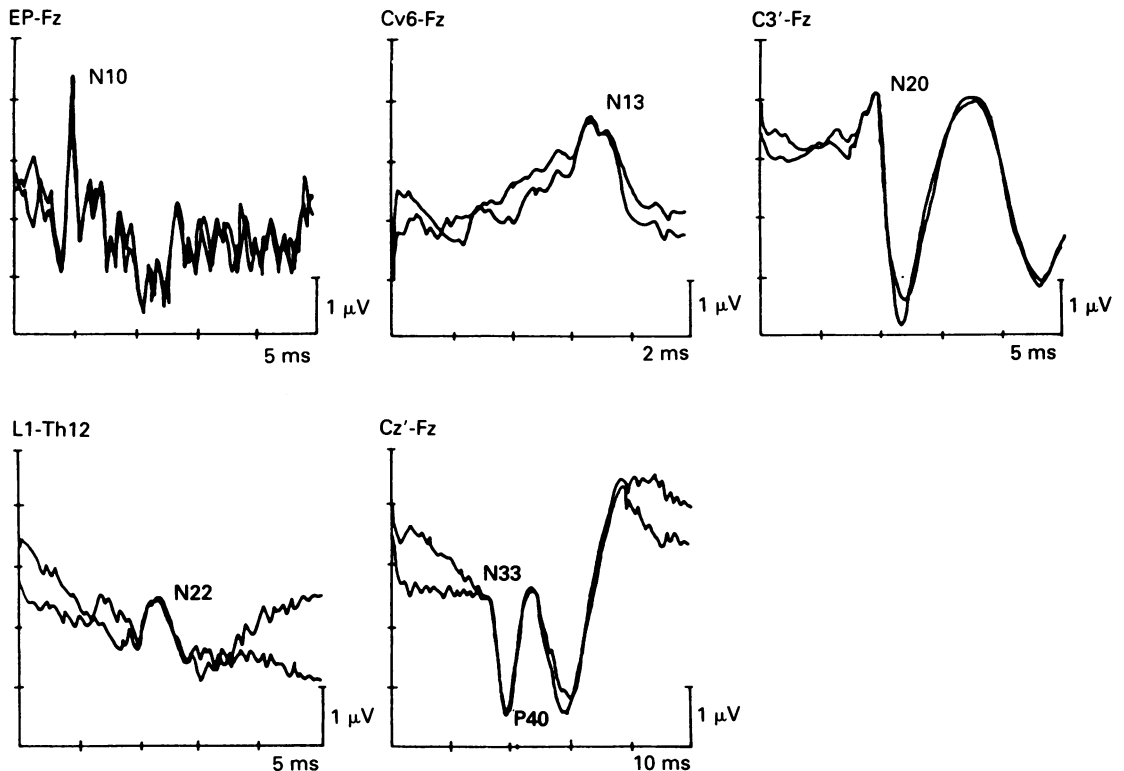 EP-Fz
N10
1 μV
5 ms
Cv6-Fz
N13
1 μV
2 ms
C3′-Fz
N20
1 μV
5 ms
L1-Th12
N22
1 μV
5 ms
Cz′-Fz
N33
P40
1 μV
10 ms